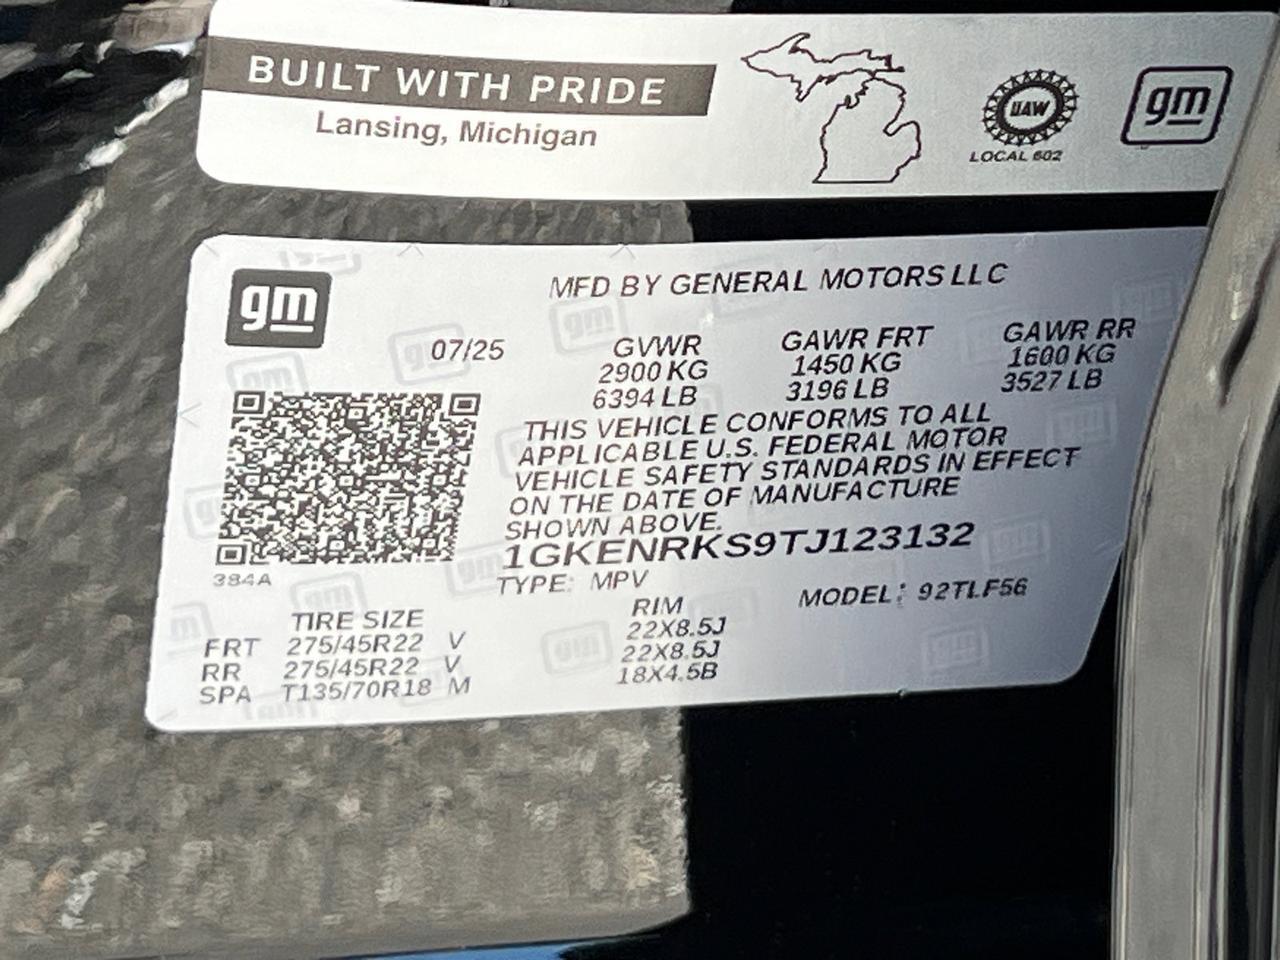 BUILT WITH PRIDE
Lansing, Michigan
UAW
LOCAL 602
gm
gm
MFD BY GENERAL MOTORS LLC
07/25
GVWR GAWR FRT GAWR RR
2900 KG 1450 KG 1600 KG
6394 LB 3196 LB 3527 LB
THIS VEHICLE CONFORMS TO ALL
APPLICABLE U.S. FEDERAL MOTOR
VEHICLE SAFETY STANDARDS IN EFFECT
ON THE DATE OF MANUFACTURE
SHOWN ABOVE.
1GKENRKS9TJ123132
384A
TYPE: MPV MODEL: 92TLF56
TIRE SIZE RIM
FRT 275/45R22 V 22X8.5J
RR 275/45R22 V 22X8.5J
SPA T135/70R18 M 18X4.5B